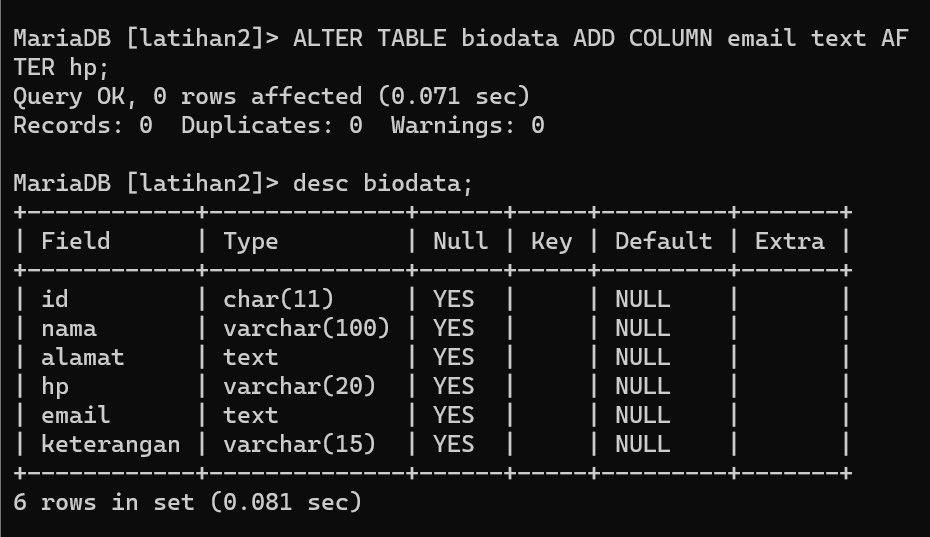 MariaDB [latihan2]> ALTER TABLE biodata ADD COLUMN email text AF
TER hp;
Query OK, 0 rows affected (0.071 sec)
Records: 0  Duplicates: 0  Warnings: 0

MariaDB [latihan2]> desc biodata;
+------------+--------------+------+-----+---------+-------+
| Field      | Type         | Null | Key | Default | Extra |
+------------+--------------+------+-----+---------+-------+
| id         | char(11)     | YES  |     | NULL    |       |
| nama       | varchar(100) | YES  |     | NULL    |       |
| alamat     | text         | YES  |     | NULL    |       |
| hp         | varchar(20)  | YES  |     | NULL    |       |
| email      | text         | YES  |     | NULL    |       |
| keterangan | varchar(15)  | YES  |     | NULL    |       |
+------------+--------------+------+-----+---------+-------+
6 rows in set (0.081 sec)